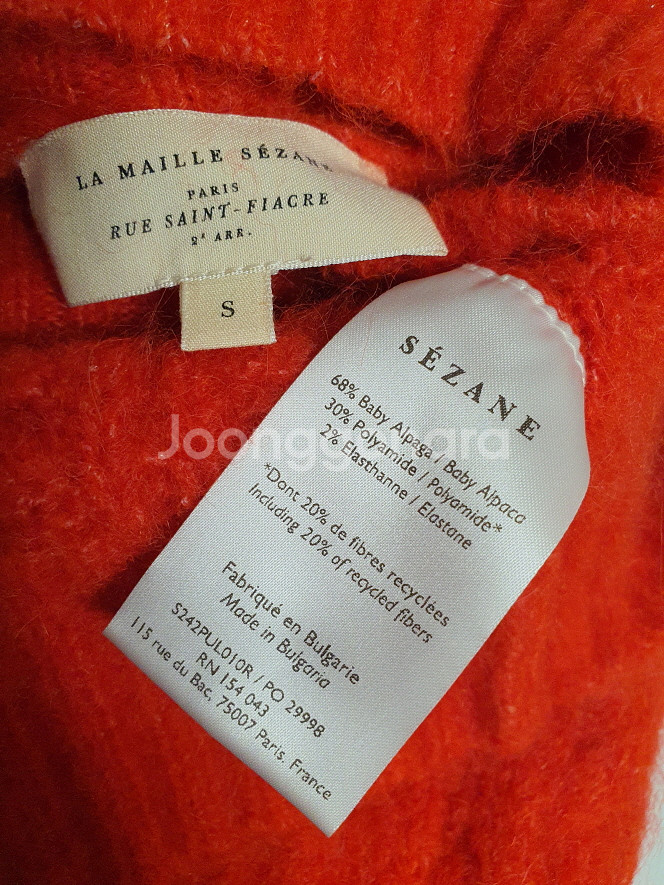 LA MAILLE SÉZANE
PARIS
RUE SAINT-FIACRE
2E ARR.
S
SÉZANE
68% Baby Alpaga / Baby Alpaca
30% Polyamide / Polyamide*
2% Elasthanne / Elastane
*Dont 20% de fibres recyclées
Including 20% of recycled fibers
Fabriqué en Bulgarie
Made in Bulgaria
S242PUL010R / PO 29998
RN 154 043
115 rue du Bac, 75007 Paris, France
Joonggonara